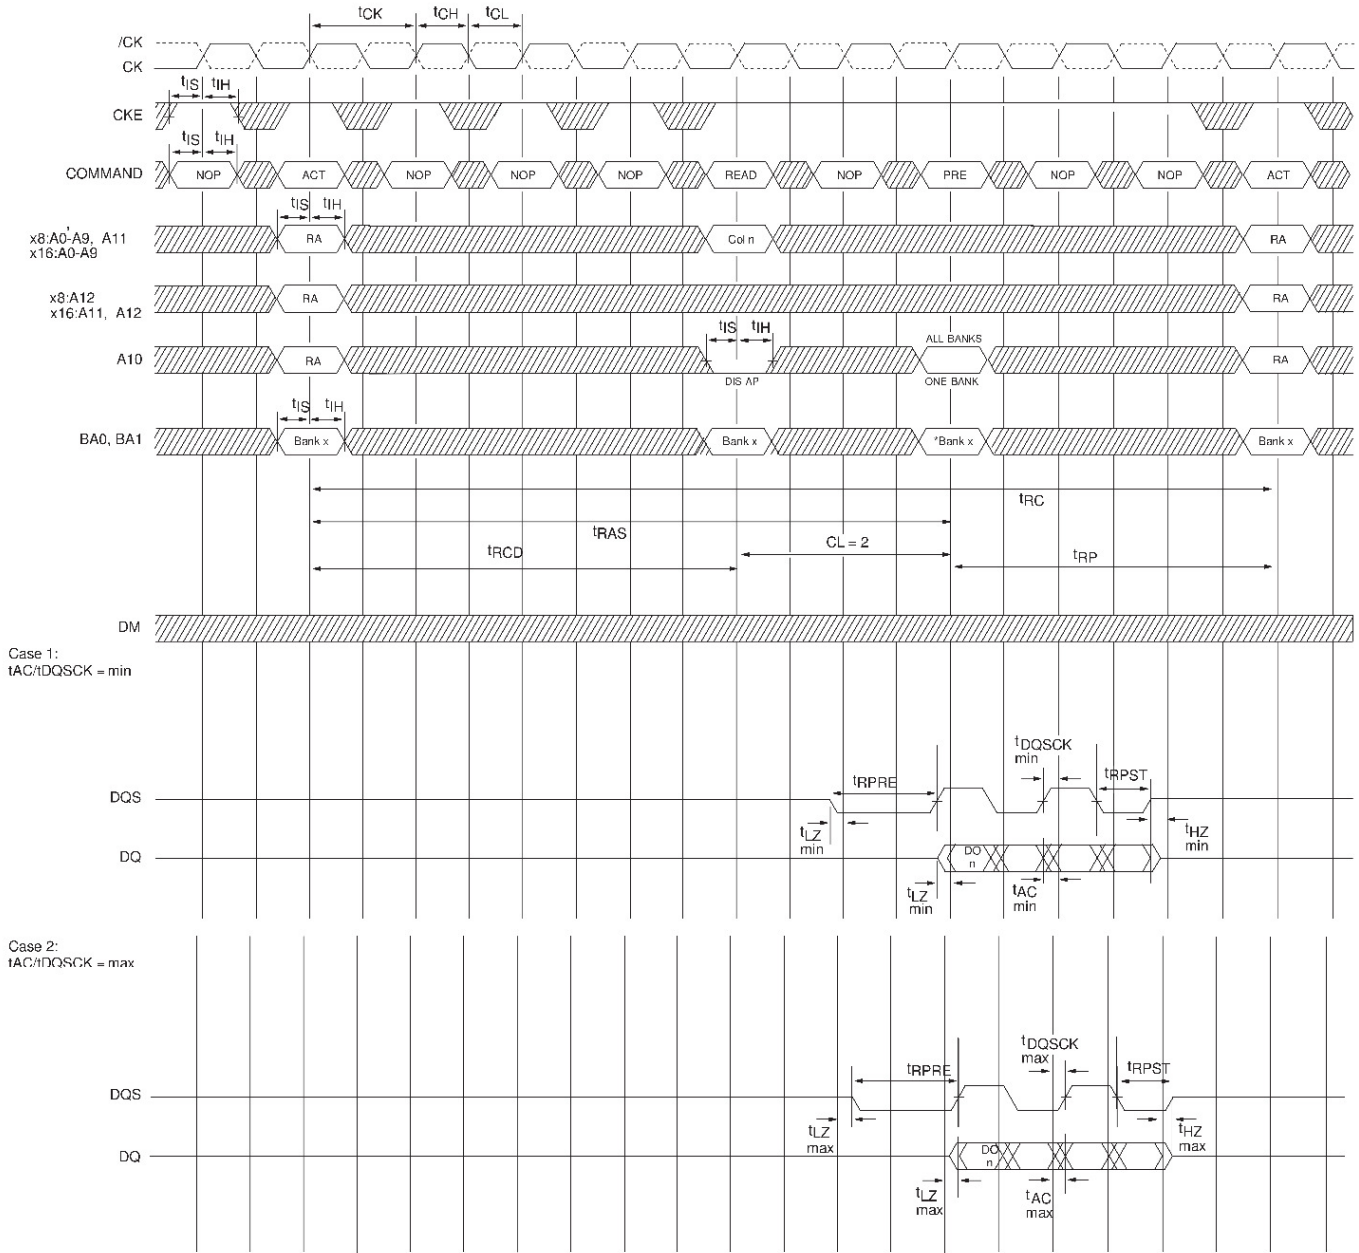 tCK tCH tCL
/CK
CK
tIS tIH
CKE
tIS tIH
COMMAND NOP ACT NOP NOP NOP READ NOP PRE NOP NOP ACT
tIS tIH
x8:A0-A9, A11
x16:A0-A9
RA Col n RA
x8:A12
x16:A11, A12
RA RA
tIS tIH
ALL BANKS
A10 RA RA
DIS AP ONE BANK
tIS tIH
BA0, BA1 Bank x Bank x *Bank x Bank x
tRC
tRAS
CL = 2
tRCD tRP
DM
Case 1:
tAC/tDQSCK = min
tDQSCK
min
tRPRE tRPST
DQS
tLZ
min
tHZ
min
DQ DO
n
tLZ
min
tAC
min
Case 2:
tAC/tDQSCK = max
tDQSCK
max
tRPRE tRPST
DQS
tLZ
max
tHZ
max
DQ DO
n
tLZ
max
tAC
max